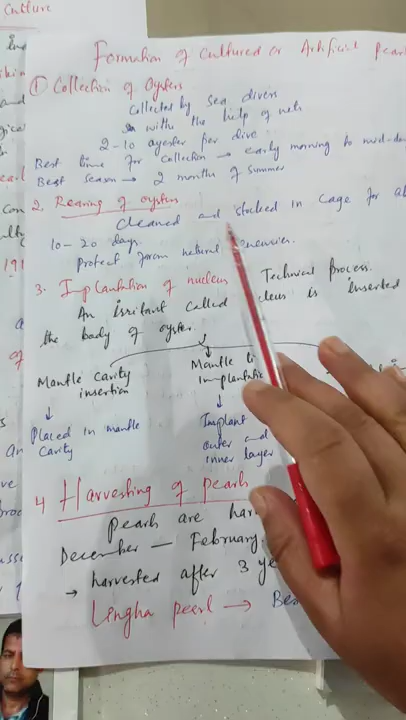 Culture
Formation of Cultured or Artificial Pearl
① Collection of Oysters
Collected by Sea divers
with the help of nets
2-10 oyester per dive
Best time for collection → early morning to mid-
Best Season → 2 months of Summer
2. Rearing of oysters
Cleaned and stocked in cage for
10-20 days.
Protect from natural enemies.
3. Implantation of nucleus Technical process.
An irritant called is inserted
the body of oyster.
Mantle cavity
insertion
Mantle
Implantatio
↓
Placed in mantle
cavity
↓
Implant
outer and
inner layer
4 Harvesting of pearls
Pearls are har
December — February
→ harvested after 3 ye
Lingha pearl →